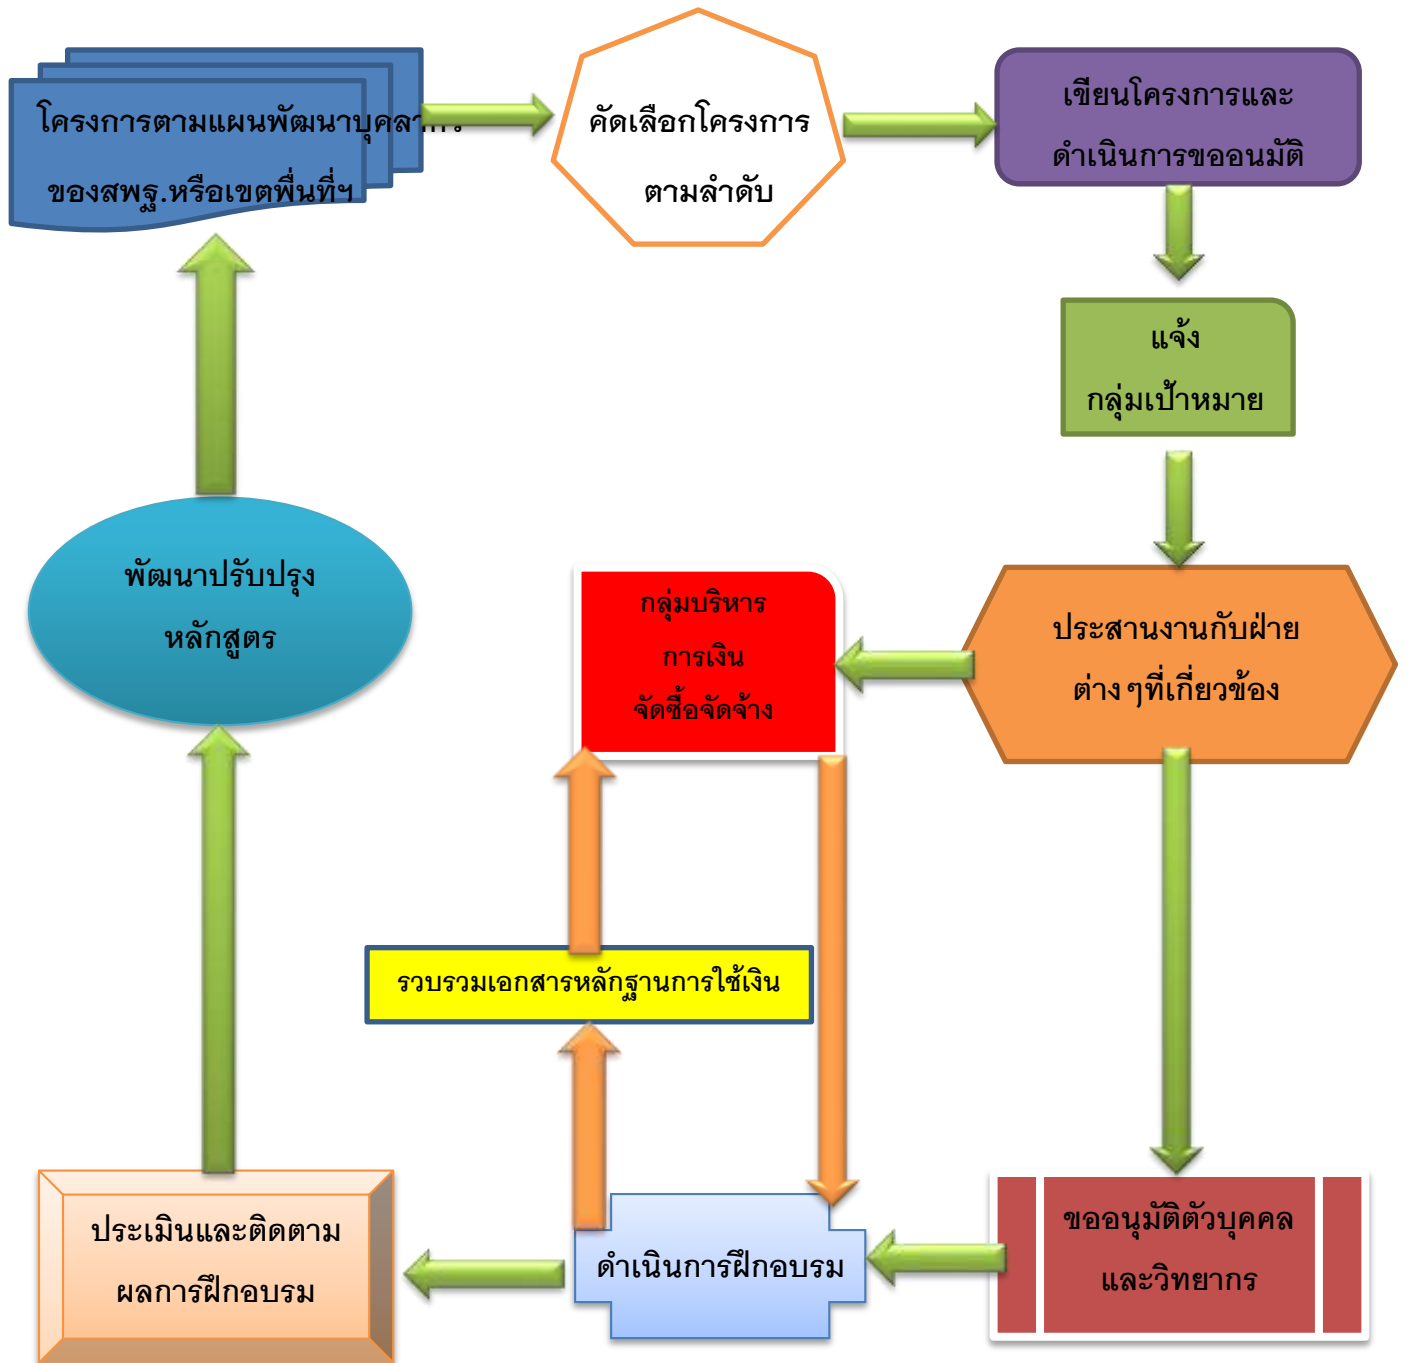 โครงการตามแผนพัฒนาบุคลากร
ของสพฐ.หรือเขตพื้นที่ฯ
คัดเลือกโครงการ
ตามลำดับ
เขียนโครงการและ
ดำเนินการขออนมัติ
แจ้ง
กลุ่มเป้าหมาย
ประสานงานกับฝ่าย
ต่างๆที่เกี่ยวข้อง
กลุ่มบริหาร
การเงิน
จัดซื้อจัดจ้าง
พัฒนาปรับปรุง
หลักสูตร
รวบรวมเอกสารหลักฐานการใช้เงิน
ขออนุมัติตัวบุคคล
และวิทยากร
ดำเนินการฝึกอบรม
ประเมินและติดตาม
ผลการฝึกอบรม